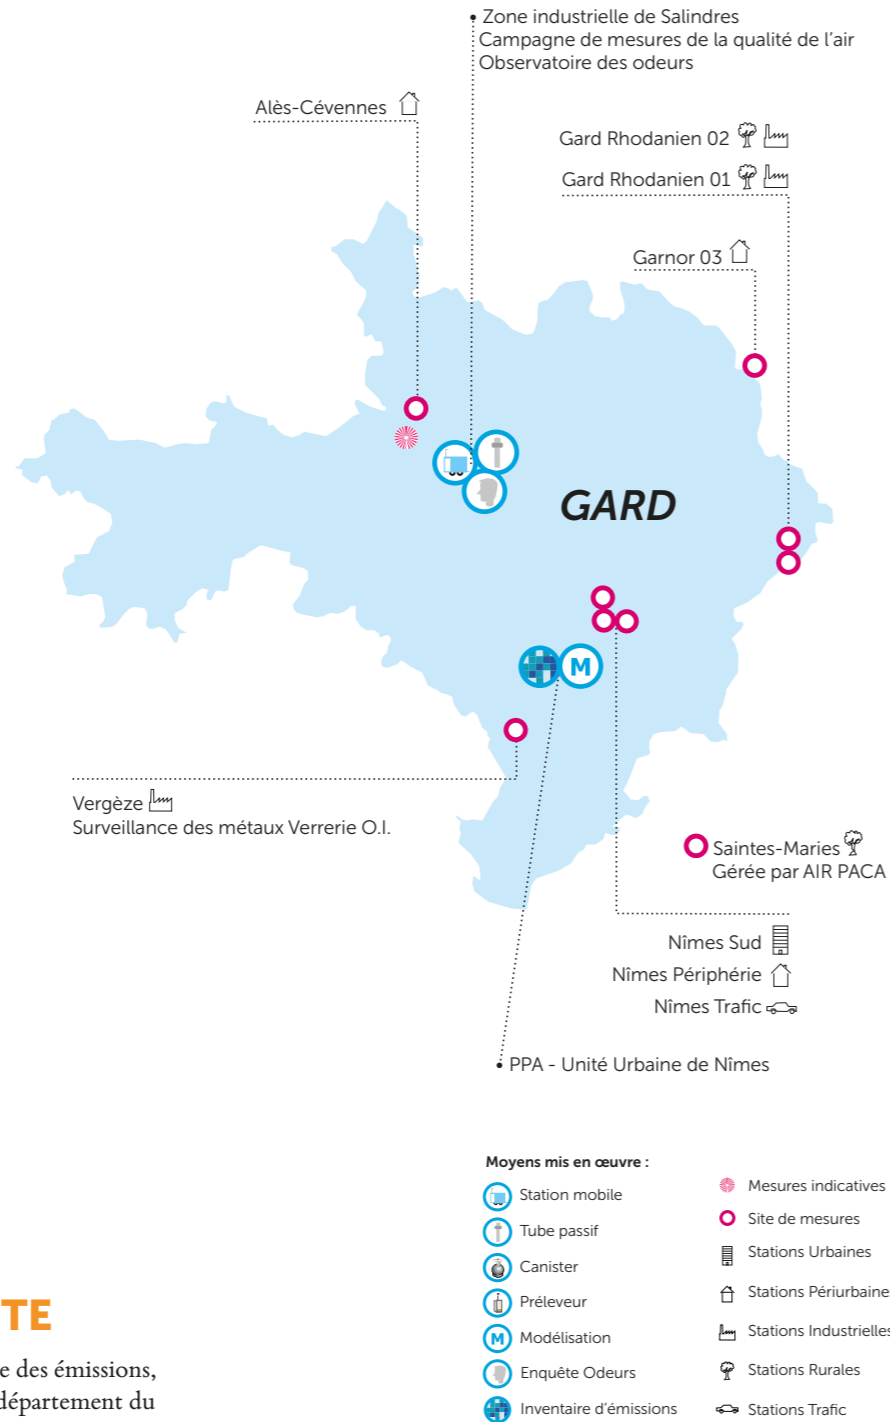 • Zone industrielle de Salindres
Campagne de mesures de la qualité de l'air
Observatoire des odeurs
Alès-Cévennes
Gard Rhodanien 02
Gard Rhodanien 01
Garnor 03
GARD
M
Vergèze
Surveillance des métaux Verrerie O.I.
Saintes-Maries
Gérée par AIR PACA
Nîmes Sud
Nîmes Périphérie
Nîmes Trafic
• PPA - Unité Urbaine de Nîmes
Moyens mis en œuvre :
Station mobile
Tube passif
Canister
Préleveur
M Modélisation
Enquête Odeurs
Inventaire d'émissions
Mesures indicatives
Site de mesures
Stations Urbaines
Stations Périurbaines
Stations Industrielles
Stations Rurales
Stations Trafic
TE
e des émissions,
département du